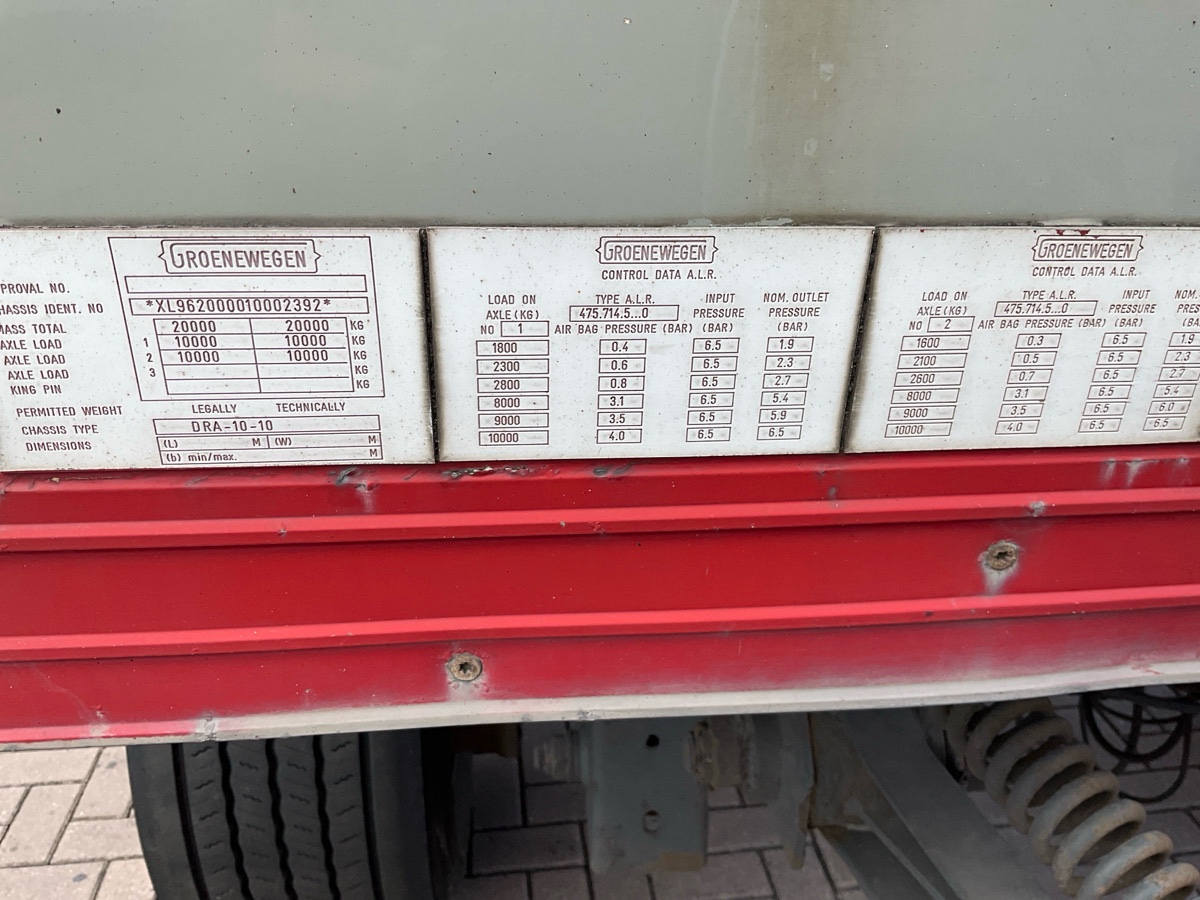 GROENEWEGEN
PROVAL NO.
HASSIS IDENT. NO *XL962000010002392*
MASS TOTAL 20000 20000 KG
AXLE LOAD 1 10000 10000 KG
AXLE LOAD 2 10000 10000 KG
AXLE LOAD 3 KG
KING PIN
PERMITTED WEIGHT LEGALLY TECHNICALLY
CHASSIS TYPE DRA-10-10
DIMENSIONS (L) M (W) M
(b) min/max. M
GROENEWEGEN
CONTROL DATA A.L.R.
LOAD ON TYPE A.L.R. INPUT NOM. OUTLET
AXLE (KG) 475.714.5...0 PRESSURE PRESSURE
NO 1 AIR BAG PRESSURE (BAR) (BAR) (BAR)
1800 0.4 6.5 1.9
2300 0.6 6.5 2.3
2800 0.8 6.5 2.7
8000 3.1 6.5 5.4
9000 3.5 6.5 5.9
10000 4.0 6.5 6.5
GROENEWEGEN
CONTROL DATA A.L.R.
LOAD ON TYPE A.L.R. INPUT NOM.
AXLE (KG) 475.714.5...0 PRESSURE PRES
NO 2 AIR BAG PRESSURE (BAR) (BAR) (B
1600 0.3 6.5 1.9
2100 0.5 6.5 2.3
2600 0.7 6.5 2.7
8000 3.1 6.5 5.4
9000 3.5 6.5 6.0
10000 4.0 6.5 6.5